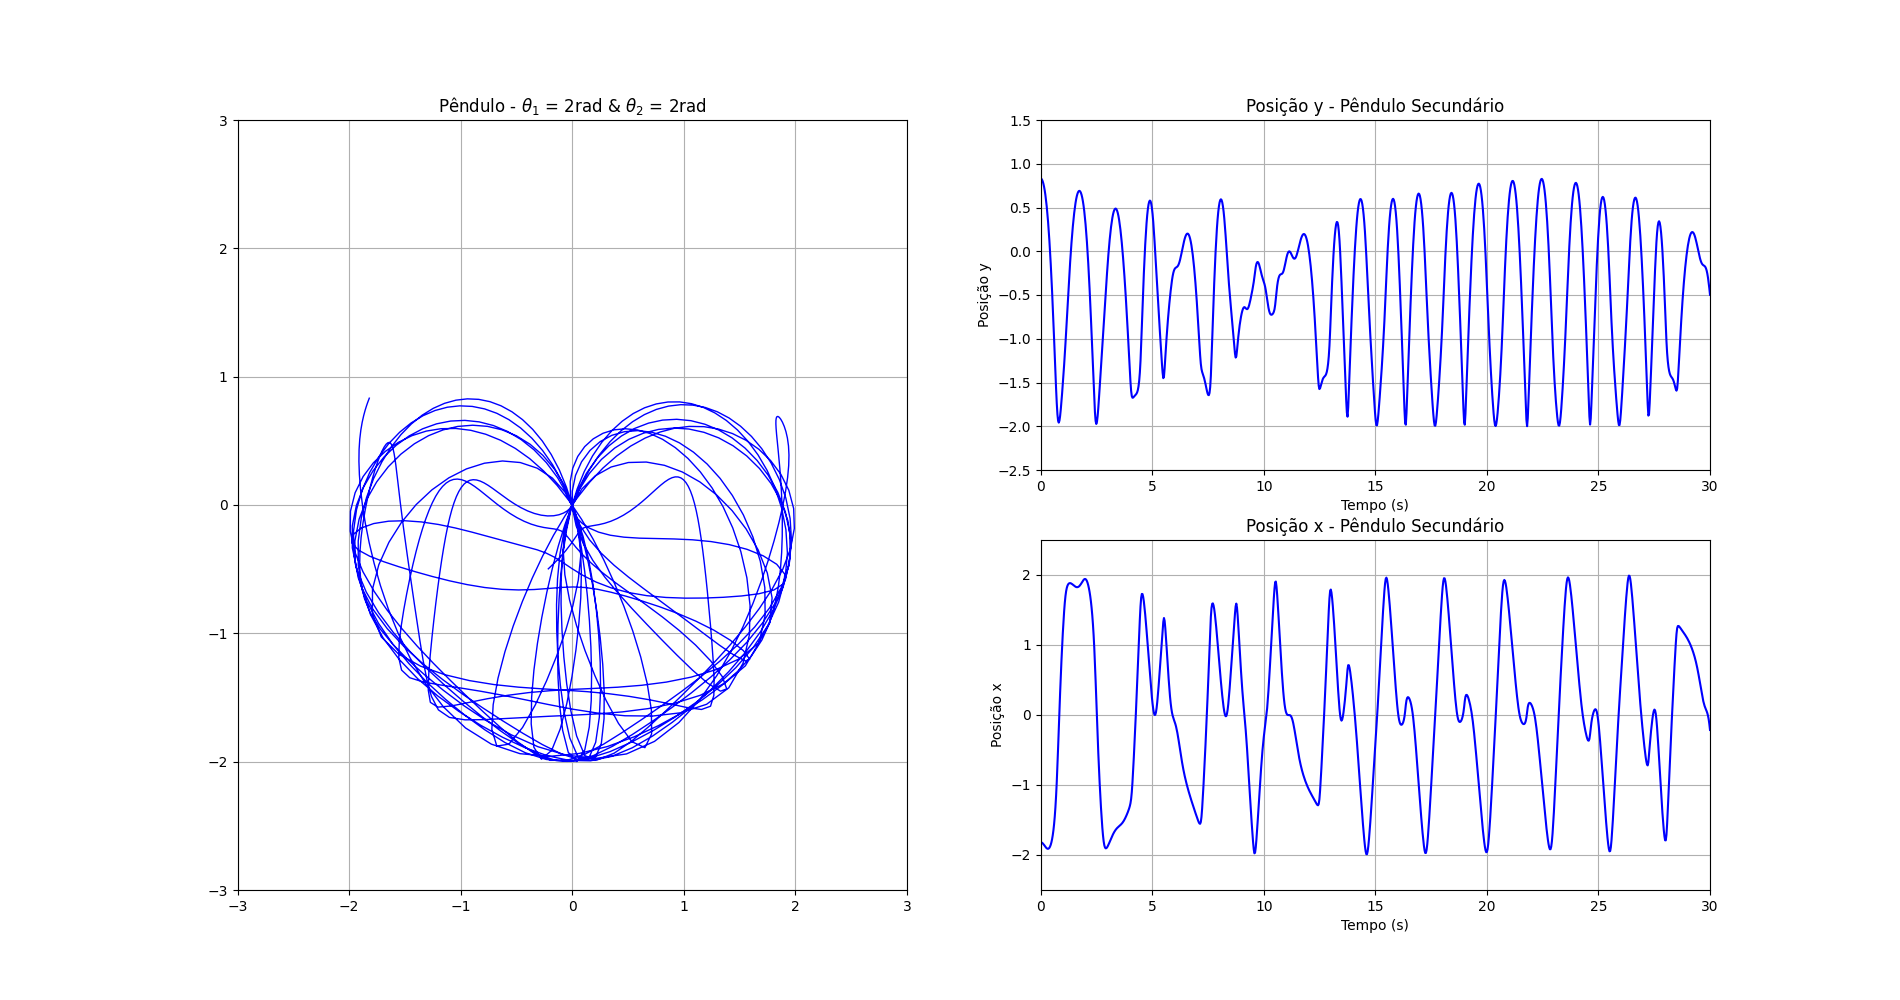 Pêndulo - θ₁ = 2rad & θ₂ = 2rad
3
2
1
0
−1
−2
−3
−3 −2 −1 0 1 2 3
Posição y - Pêndulo Secundário
Posição y
1.5
1.0
0.5
0.0
−0.5
−1.0
−1.5
−2.0
−2.5
0 5 10 15 20 25 30
Tempo (s)
Posição x - Pêndulo Secundário
Posição x
2
1
0
−1
−2
0 5 10 15 20 25 30
Tempo (s)